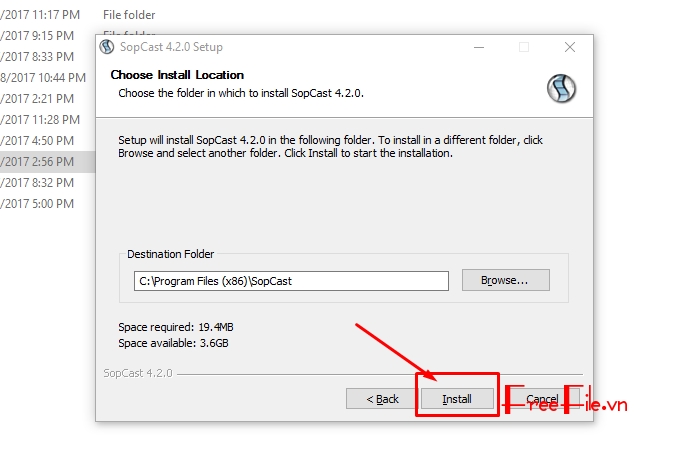 /2017 11:17 PM File folder
/2017 9:15 PM File folder
/2017 8:33 PM
8/2017 10:44 PM
/2017 2:21 PM
/2017 11:28 PM
/2017 4:50 PM
/2017 2:56 PM
/2017 8:32 PM
/2017 5:00 PM
SopCast 4.2.0 Setup
Choose Install Location
Choose the folder in which to install SopCast 4.2.0.
Setup will install SopCast 4.2.0 in the following folder. To install in a different folder, click
Browse and select another folder. Click Install to start the installation.
Destination Folder
C:\Program Files (x86)\SopCast
Browse...
Space required: 19.4MB
Space available: 3.6GB
SopCast 4.2.0
< Back Install Cancel
FreeFile.vn